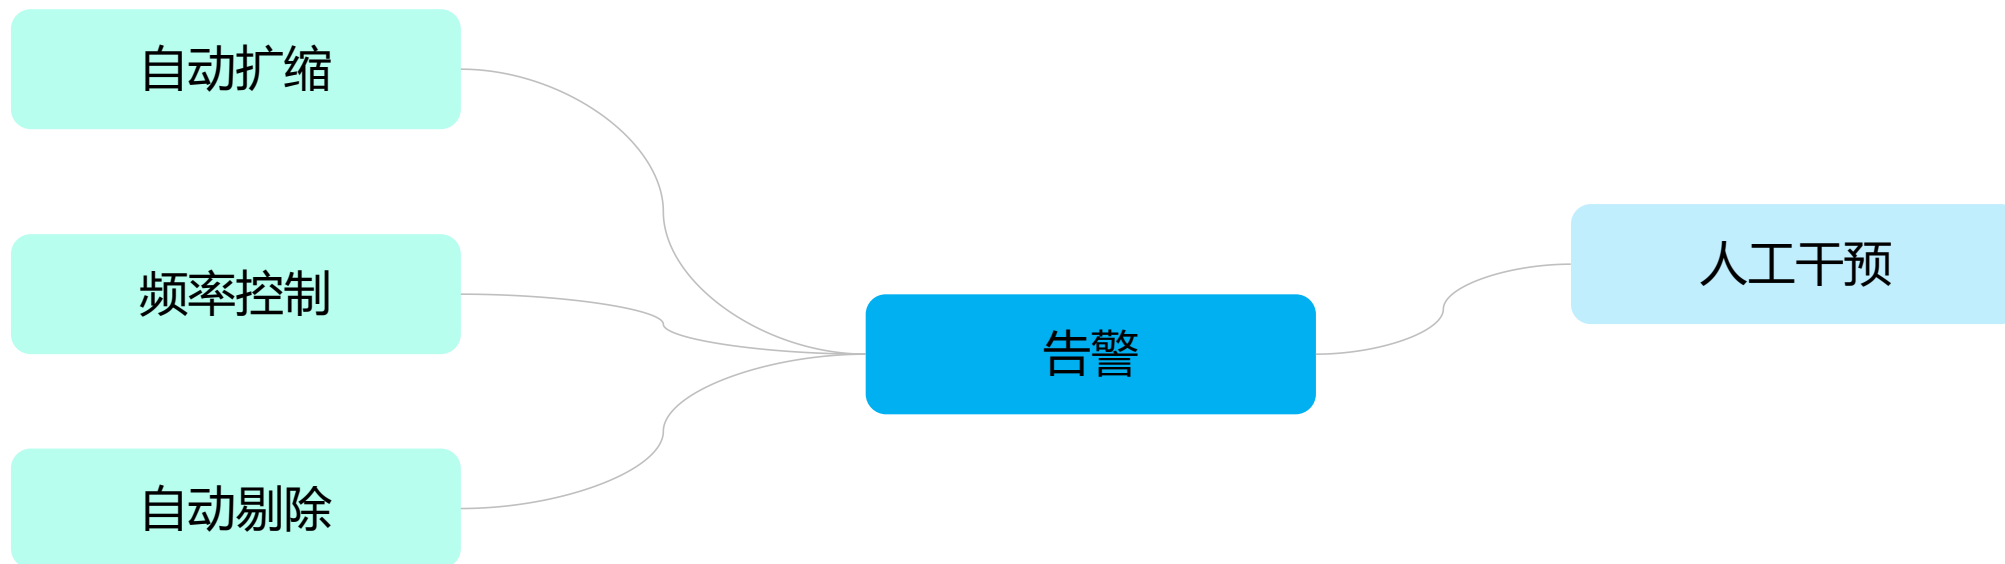 自动扩缩
频率控制
自动剔除
告警
人工干预